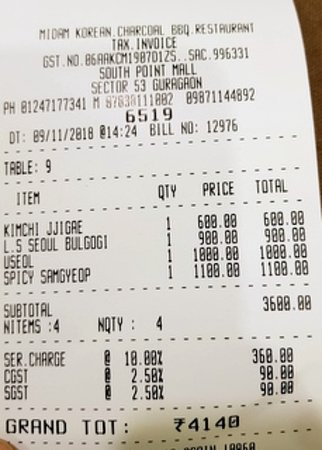 MIDAM KOREAN.CHARCOAL BBQ.RESTAURANT
TAX.INVOICE
GST.NO.06AAKCM1987D1ZS..SAC.996331
SOUTH POINT MALL
SECTOR 53 GURAGAON
PH 01247177341 M 87838111002 09871144892
6519
DT: 09/11/2018 @14:24 BILL NO: 12976
TABLE: 9
ITEM QTY PRICE TOTAL
KIMCHI JJIGAE 1 600.00 600.00
L.S SEOUL BULGOGI 1 900.00 900.00
USEOL 1 1000.00 1000.00
SPICY SAMGYEOP 1 1100.00 1100.00
SUBTOTAL 3600.00
NITEMS :4 NQTY : 4
SER.CHARGE @ 10.00% 360.00
CGST @ 2.50% 90.00
SGST @ 2.50% 90.00
GRAND TOT: ₹4140